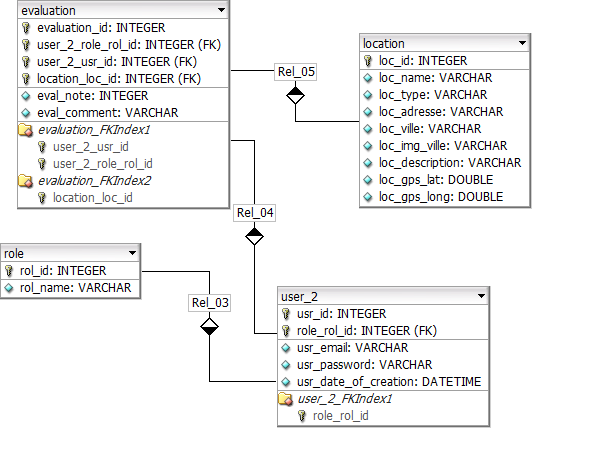 evaluation
evaluation_id: INTEGER
user_2_role_rol_id: INTEGER (FK)
user_2_usr_id: INTEGER (FK)
location_loc_id: INTEGER (FK)
eval_note: INTEGER
eval_comment: VARCHAR
evaluation_FKIndex1
user_2_usr_id
user_2_role_rol_id
evaluation_FKIndex2
location_loc_id
Rel_05
location
loc_id: INTEGER
loc_name: VARCHAR
loc_type: VARCHAR
loc_adresse: VARCHAR
loc_ville: VARCHAR
loc_img_ville: VARCHAR
loc_description: VARCHAR
loc_gps_lat: DOUBLE
loc_gps_long: DOUBLE
Rel_04
role
rol_id: INTEGER
rol_name: VARCHAR
Rel_03
user_2
usr_id: INTEGER
role_rol_id: INTEGER (FK)
usr_email: VARCHAR
usr_password: VARCHAR
usr_date_of_creation: DATETIME
user_2_FKIndex1
role_rol_id